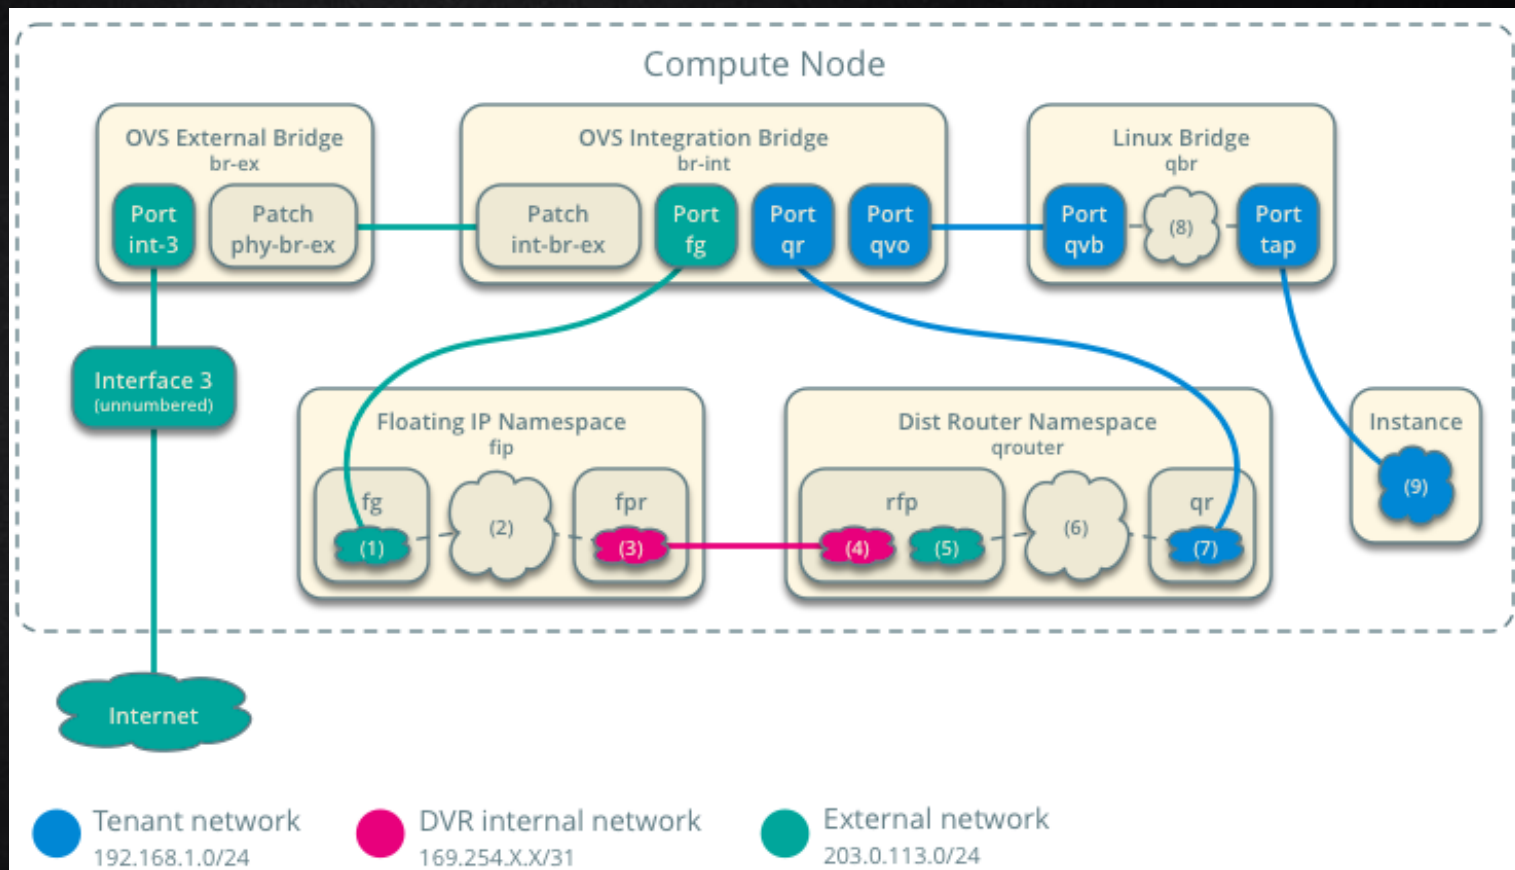 Compute Node
OVS External Bridge
br-ex
Port
int-3
Patch
phy-br-ex
OVS Integration Bridge
br-int
Patch
int-br-ex
Port
fg
Port
qr
Port
qvo
Linux Bridge
qbr
Port
qvb
(8)
Port
tap
Interface 3
(unnumbered)
Floating IP Namespace
fip
fg
(1)
(2)
fpr
(3)
Dist Router Namespace
qrouter
rfp
(4)
(5)
(6)
qr
(7)
Instance
(9)
Internet
Tenant network
192.168.1.0/24
DVR internal network
169.254.X.X/31
External network
203.0.113.0/24